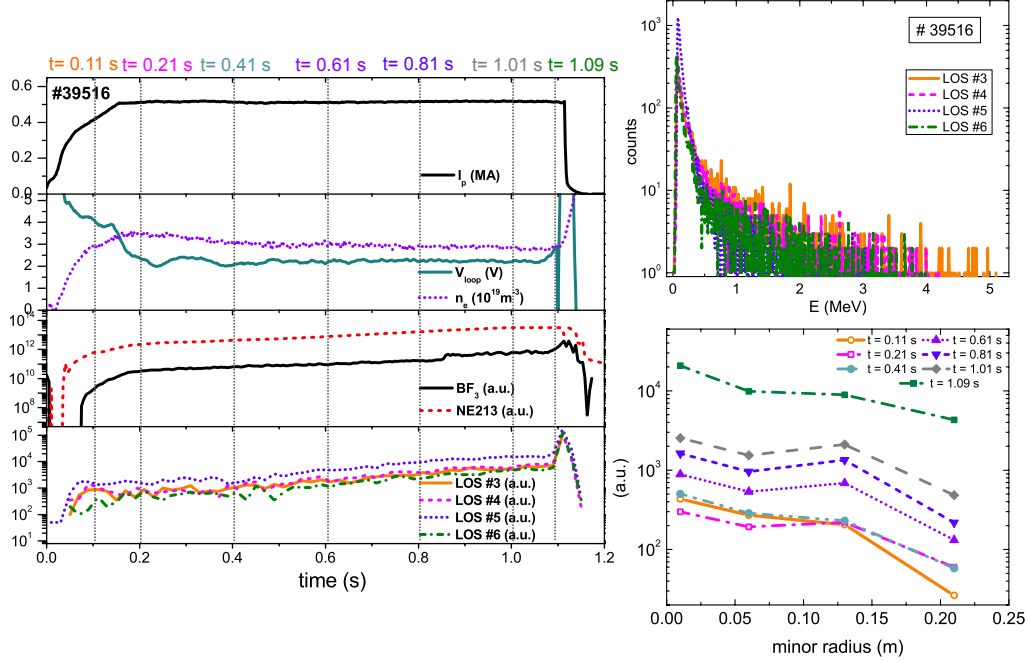 t= 0.11 s t= 0.21 s t= 0.41 s t= 0.61 s t= 0.81 s t= 1.01 s t= 1.09 s
#39516
0.6
0.4
0.2
0.0
I_p (MA)
5
4
3
2
1
V_loop (V)
n_e (10^19 m^-3)
10^14
10^12
10^10
10^8
BF_3 (a.u.)
NE213 (a.u.)
10^5
10^4
10^3
10^2
10^1
LOS #3 (a.u.)
LOS #4 (a.u.)
LOS #5 (a.u.)
LOS #6 (a.u.)
0.0 0.2 0.4 0.6 0.8 1.0 1.2
time (s)
# 39516
LOS #3
LOS #4
LOS #5
LOS #6
counts
10^3
10^2
10^1
10^0
0 1 2 3 4 5
E (MeV)
t = 0.11 s t = 0.61 s
t = 0.21 s t = 0.81 s
t = 0.41 s t = 1.01 s
t = 1.09 s
(a.u.)
10^4
10^3
10^2
0.00 0.05 0.10 0.15 0.20 0.25
minor radius (m)